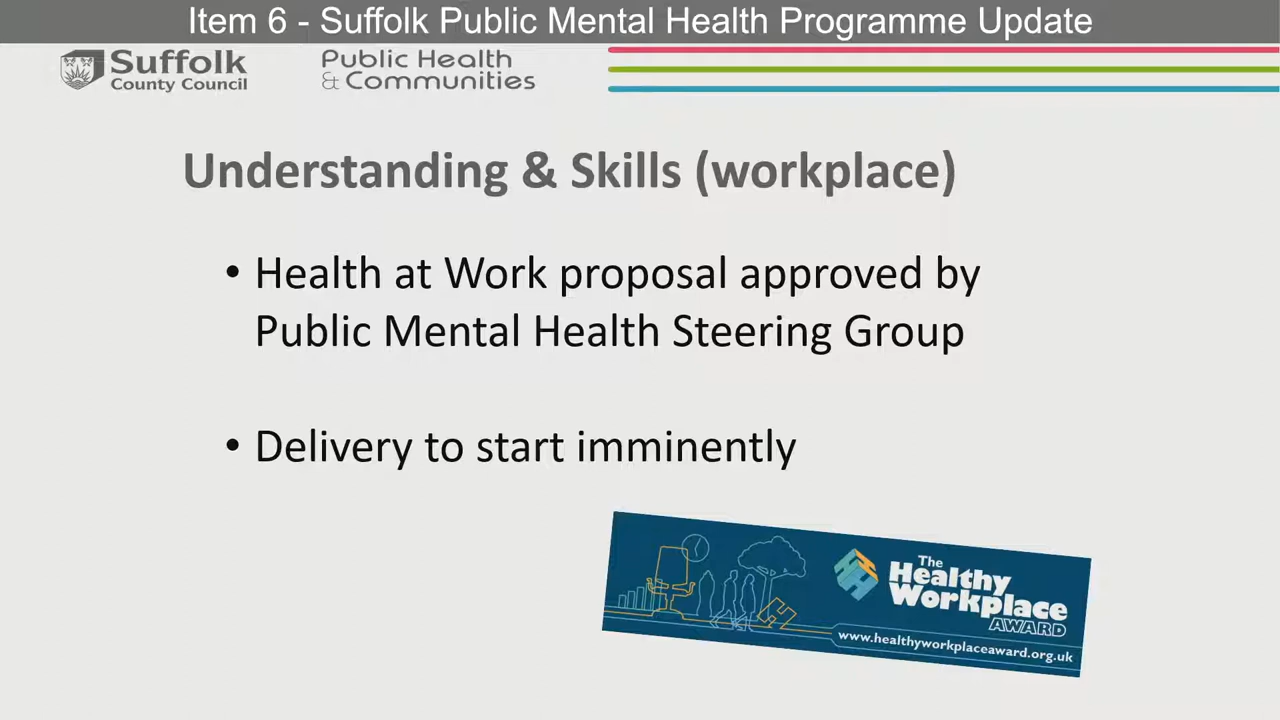 Item 6 - Suffolk Public Mental Health Programme Update
Suffolk
County Council
Public Health
& Communities
Understanding & Skills (workplace)
• Health at Work proposal approved by
Public Mental Health Steering Group
• Delivery to start imminently
The
Healthy
Workplace
AWARD
www.healthyworkplaceaward.org.uk